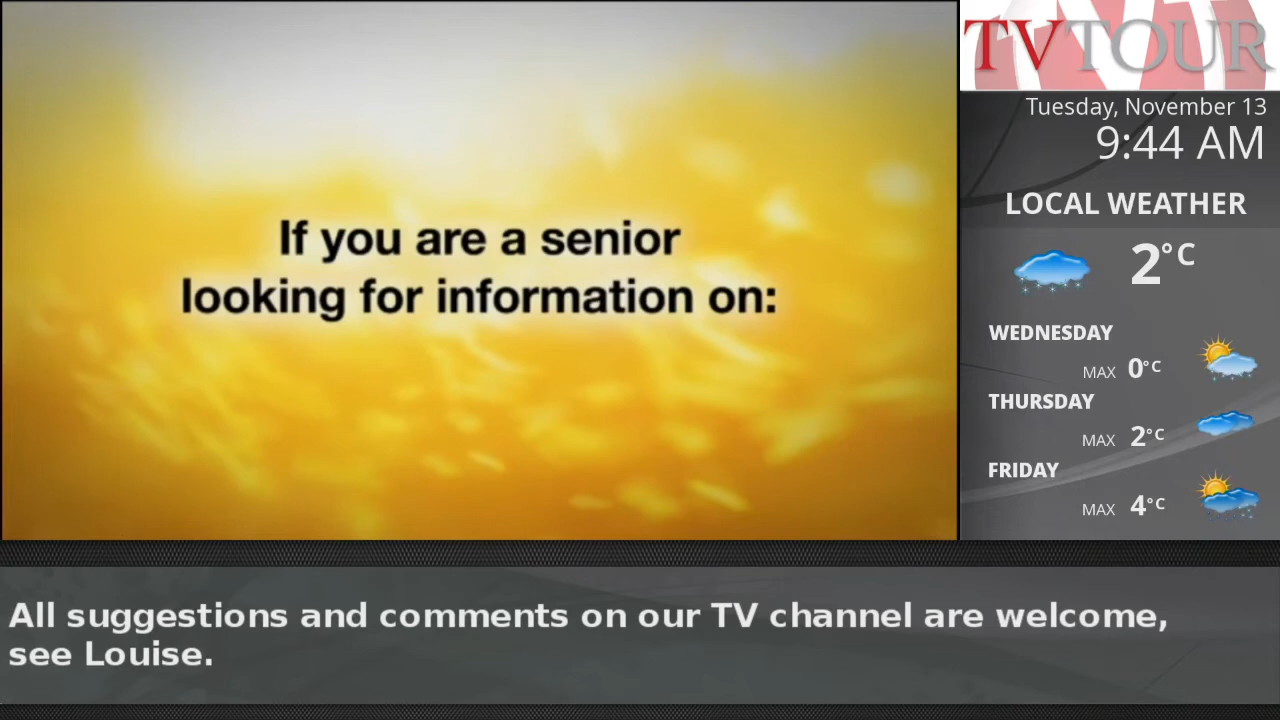 If you are a senior
looking for information on:
TVTOUR
Tuesday, November 13
9:44 AM
LOCAL WEATHER
2°C
WEDNESDAY
MAX 0°C
THURSDAY
MAX 2°C
FRIDAY
MAX 4°C
All suggestions and comments on our TV channel are welcome,
see Louise.